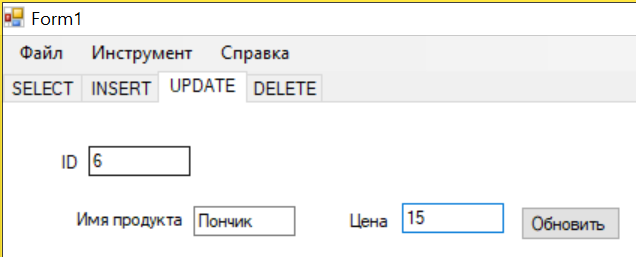 Form1
Файл Инструмент Справка
SELECT INSERT UPDATE DELETE
ID 6
Имя продукта Пончик Цена 15 Обновить